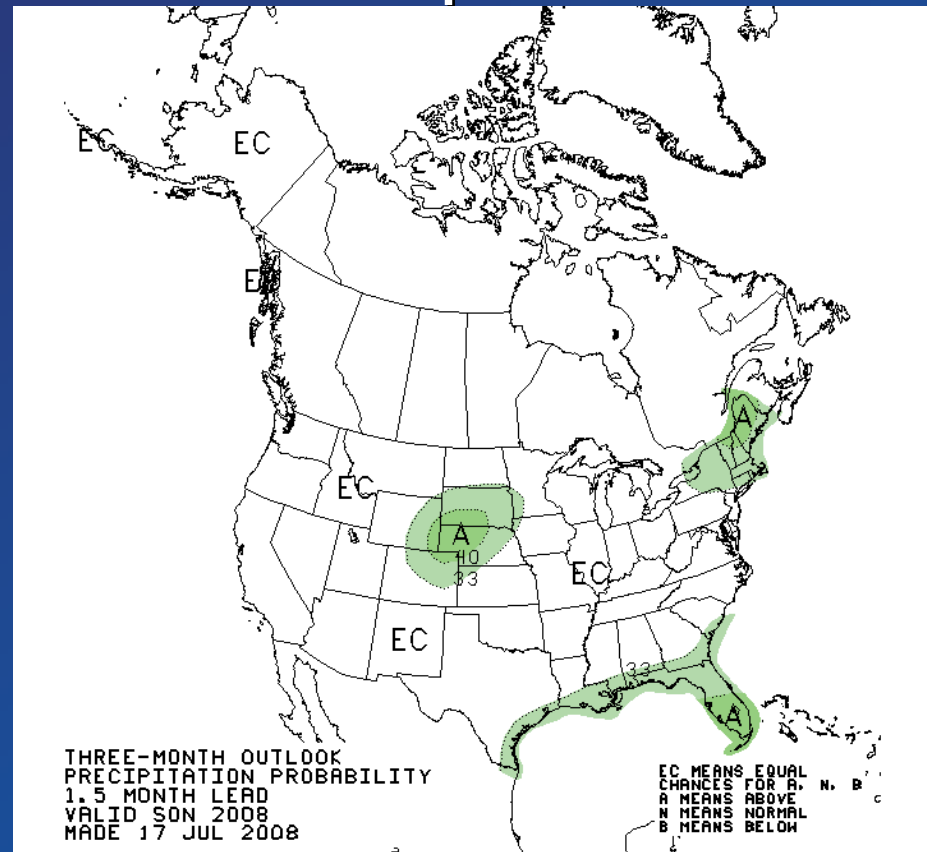 EC
EC
EC
A
EC
A
40
33
EC
EC
33
A
THREE-MONTH OUTLOOK
PRECIPITATION PROBABILITY
1.5 MONTH LEAD
VALID SON 2008
MADE 17 JUL 2008
EC MEANS EQUAL
CHANCES FOR A, N, B
A MEANS ABOVE
N MEANS NORMAL
B MEANS BELOW